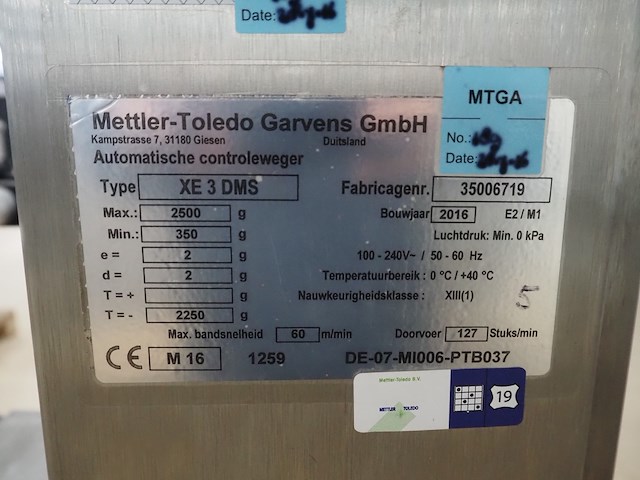 Date:
MTGA
No.:
Date:
Mettler-Toledo Garvens GmbH
Kampstrasse 7, 31180 Giesen Duitsland
Automatische controleweger
Type XE 3 DMS Fabricagenr. 35006719
Max.: 2500 g Bouwjaar 2016 E2 / M1
Min.: 350 g Luchtdruk: Min. 0 kPa
e = 2 g 100 - 240V~ / 50 - 60 Hz
d = 2 g Temperatuurbereik : 0 °C / +40 °C
T = + g Nauwkeurigheidsklasse : XIII(1)
T = - 2250 g
Max. bandsnelheid 60 m/min Doorvoer 127 Stuks/min
CE M 16 1259 DE-07-MI006-PTB037
Mettler-Toledo B.V.
METTLER TOLEDO
19